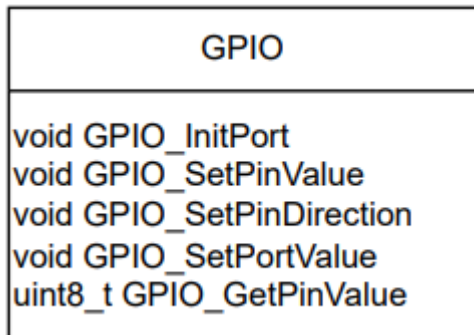 GPIO
void GPIO_InitPort
void GPIO_SetPinValue
void GPIO_SetPinDirection
void GPIO_SetPortValue
uint8_t GPIO_GetPinValue